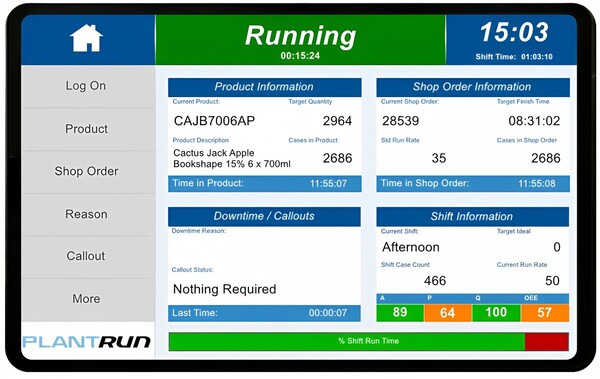 Running
00:15:24
15:03
Shift Time: 01:03:10
Log On
Product
Shop Order
Reason
Callout
More
PLANTRUN
Product Information
Current Product: Target Quantity
CAJB7006AP 2964
Product Description Cases in Product
Cactus Jack Apple
Bookshape 15% 6 x 700ml 2686
Time in Product: 11:55:07
Shop Order Information
Current Shop Order: Target Finish Time
28539 08:31:02
Std Run Rate Cases in Shop Order
35 2686
Time in Shop Order: 11:55:08
Downtime / Callouts
Downtime Reason:
Callout Status:
Nothing Required
Last Time: 00:00:07
Shift Information
Current Shift: Target Ideal
Afternoon 0
Shift Case Count Current Run Rate
466 50
A P Q OEE
89 64 100 57
% Shift Run Time